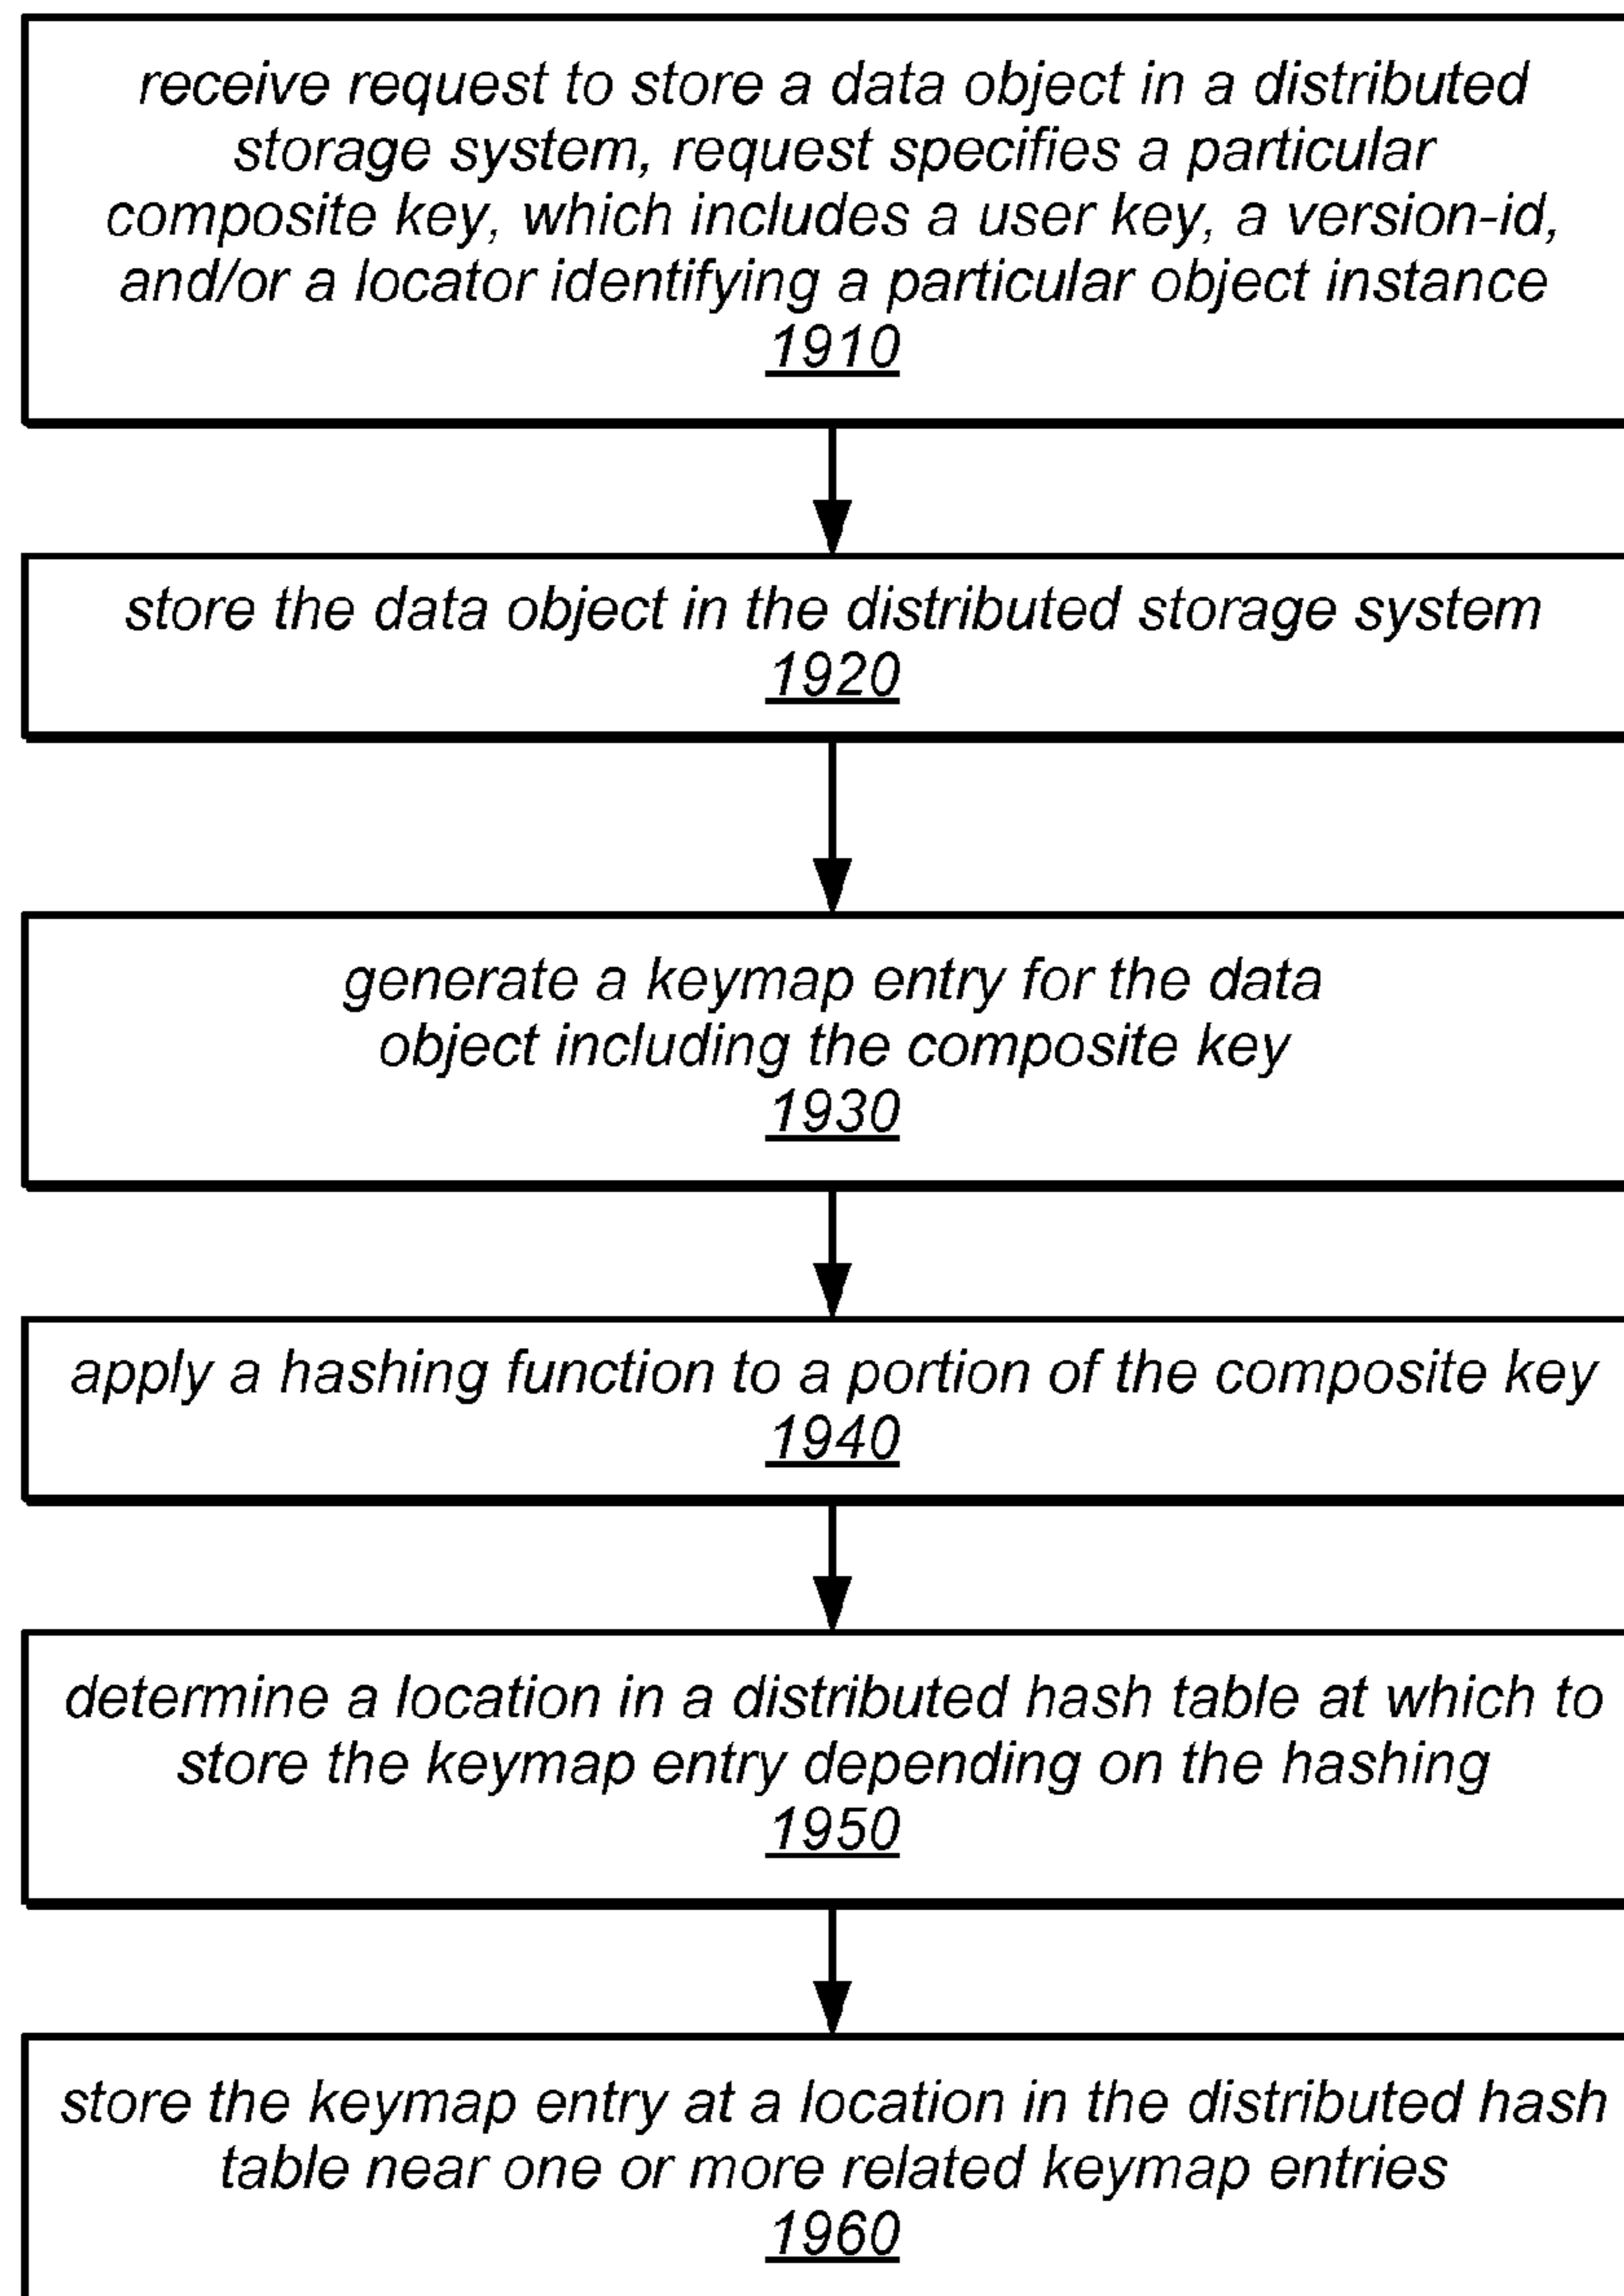 receive request to store a data object in a distributed
storage system, request specifies a particular
composite key, which includes a user key, a version-id,
and/or a locator identifying a particular object instance
1910
store the data object in the distributed storage system
1920
generate a keymap entry for the data
object including the composite key
1930
apply a hashing function to a portion of the composite key
1940
determine a location in a distributed hash table at which to
store the keymap entry depending on the hashing
1950
store the keymap entry at a location in the distributed hash
table near one or more related keymap entries
1960